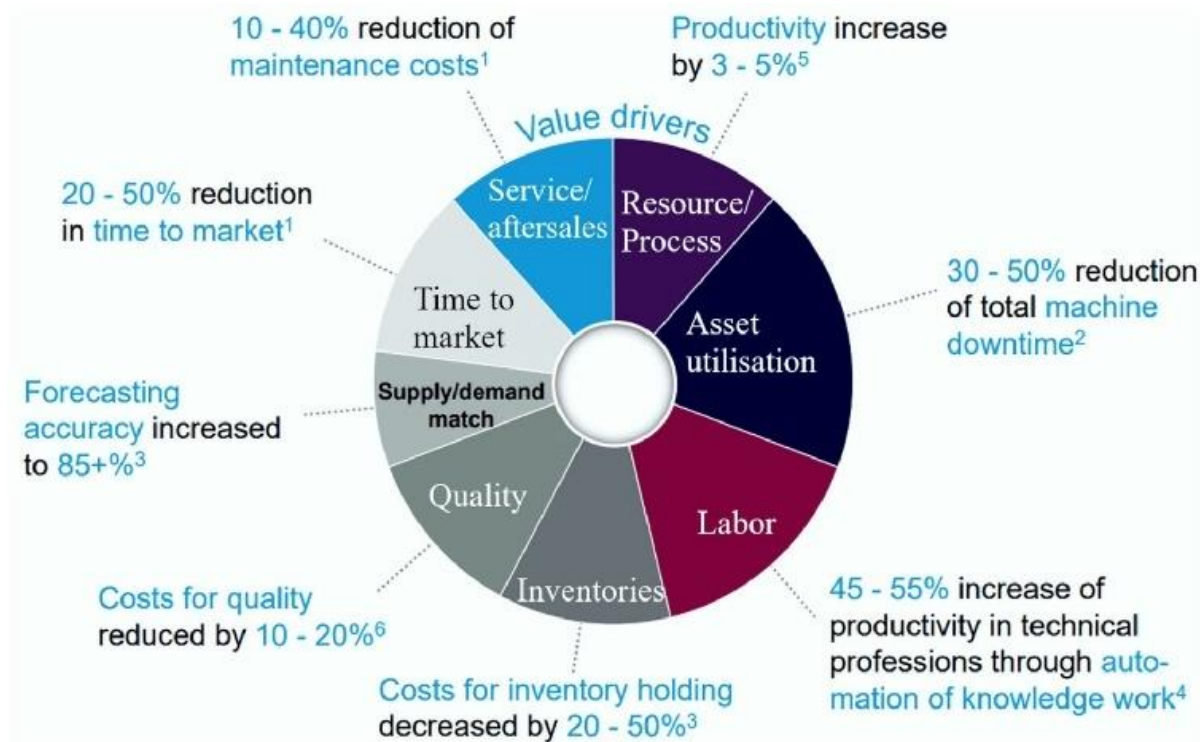 10 - 40% reduction of
maintenance costs¹
Productivity increase
by 3 - 5%⁵
Value drivers
Service/
aftersales
Resource/
Process
20 - 50% reduction
in time to market¹
Time to
market
Asset
utilisation
30 - 50% reduction
of total machine
downtime²
Supply/demand
match
Forecasting
accuracy increased
to 85+%³
Quality
Labor
Inventories
Costs for quality
reduced by 10 - 20%⁶
45 - 55% increase of
productivity in technical
professions through auto-
mation of knowledge work⁴
Costs for inventory holding
decreased by 20 - 50%³